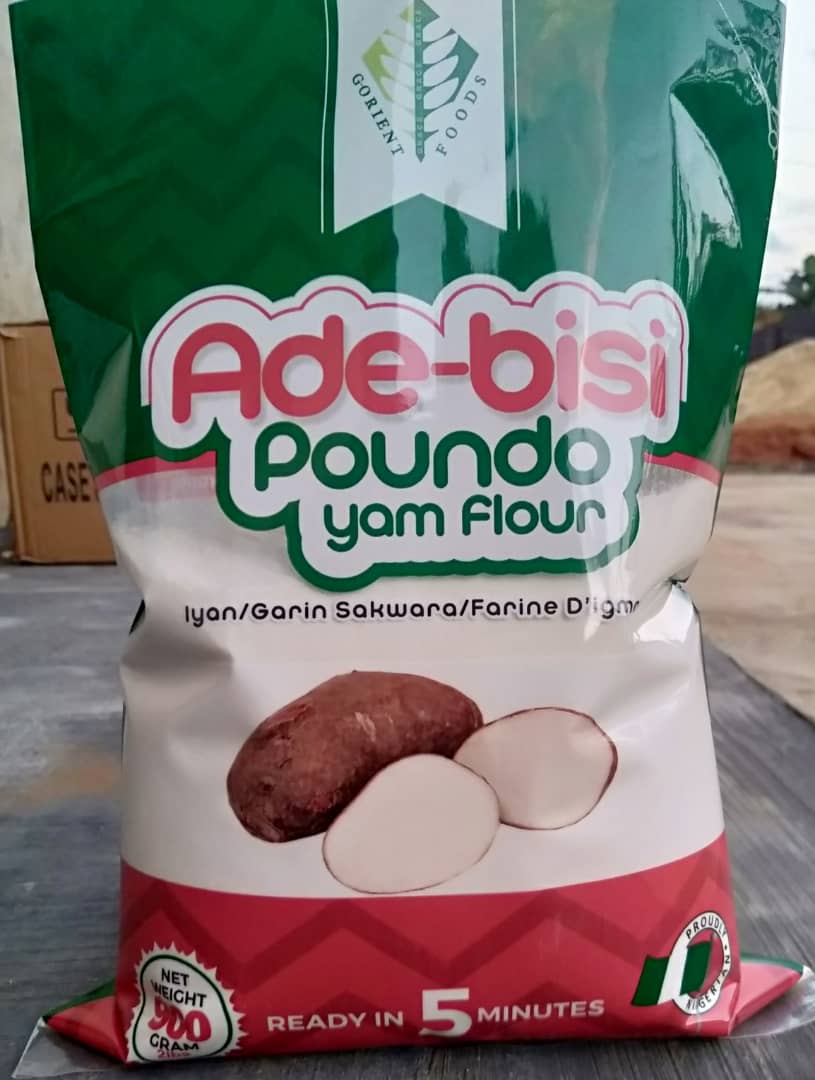 GORIENT FOODS
Ade-bisi
Poundo
yam Flour
Iyan/Garin Sakwara/Farine
CASE
NET
WEIGHT
900
GRAM
2lbs
READY IN 5 MINUTES
PROUDLY
NIGERIAN